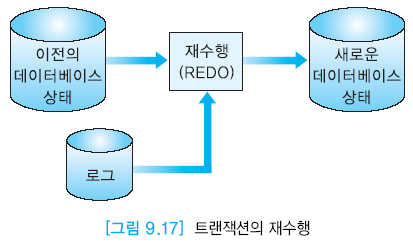 이전의
데이터베이스
상태
재수행
(REDO)
새로운
데이터베이스
상태
로그
[그림 9.17] 트랜잭션의 재수행